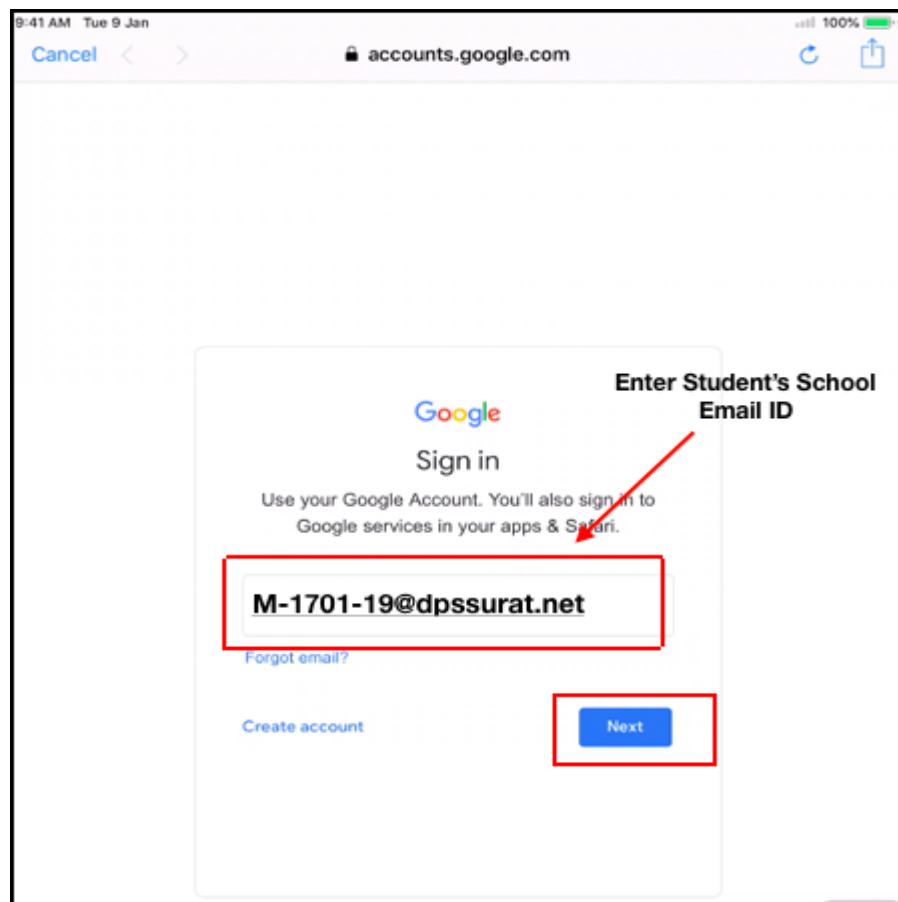 9:41 AM Tue 9 Jan 100%
Cancel accounts.google.com
Enter Student's School
Email ID
Google
Sign in
Use your Google Account. You'll also sign in to
Google services in your apps & Safari.
M-1701-19@dpssurat.net
Forgot email?
Create account Next